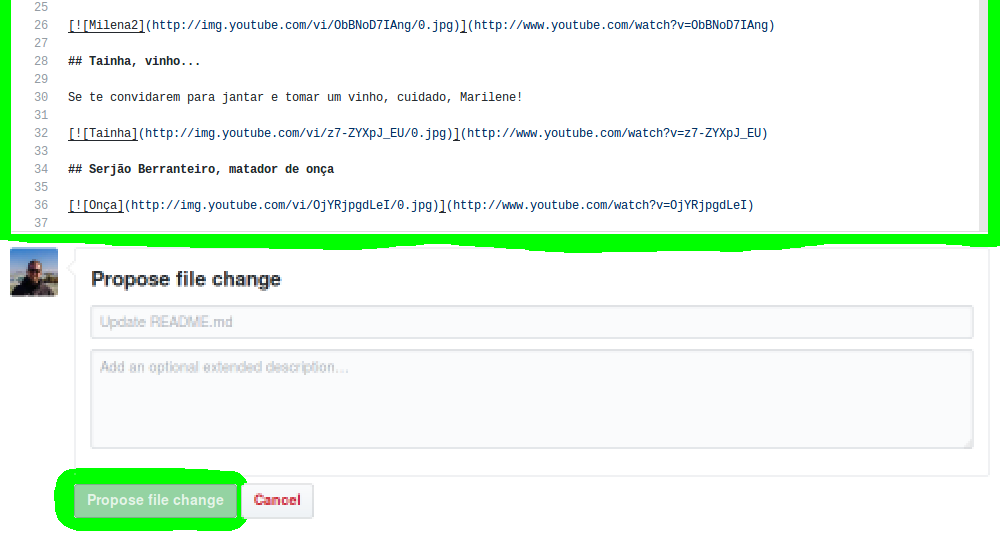 25
26 [![Milena2](http://img.youtube.com/vi/ObBNoD7IAng/0.jpg)](http://www.youtube.com/watch?v=ObBNoD7IAng)
27
28 ## Tainha, vinho...
29
30 Se te convidarem para jantar e tomar um vinho, cuidado, Marilene!
31
32 [![Tainha](http://img.youtube.com/vi/z7-ZYXpJ_EU/0.jpg)](http://www.youtube.com/watch?v=z7-ZYXpJ_EU)
33
34 ## Serjão Berranteiro, matador de onça
35
36 [![Onça](http://img.youtube.com/vi/OjYRjpgdLeI/0.jpg)](http://www.youtube.com/watch?v=OjYRjpgdLeI)
37
Propose file change
Update README.md
Add an optional extended description…
Propose file change Cancel